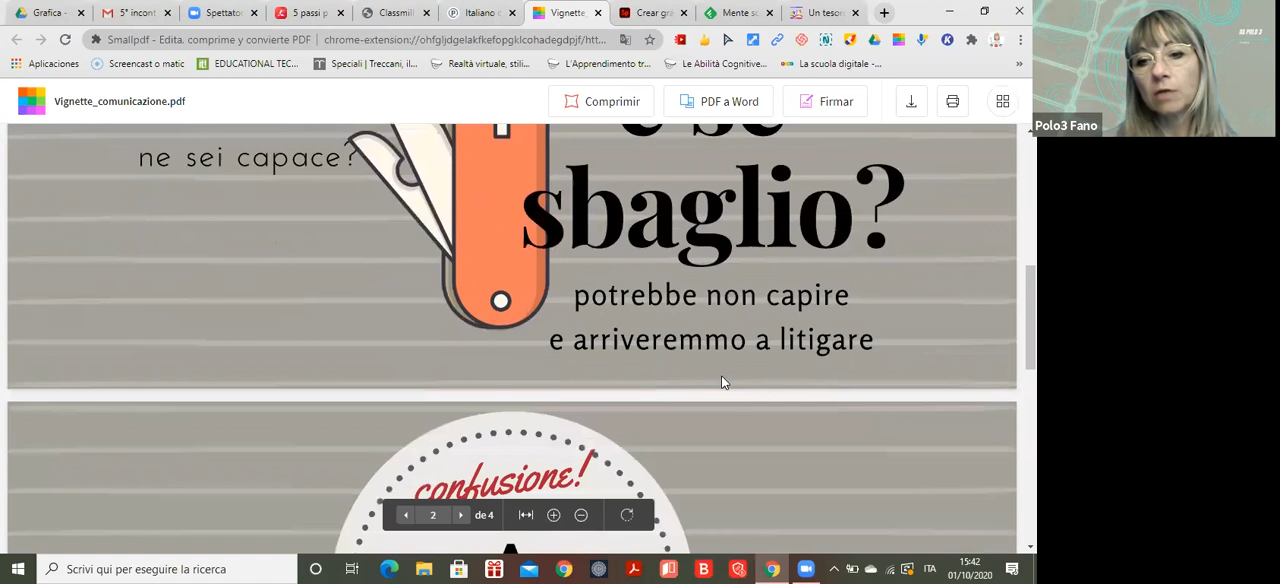 Grafica -
5° incont
Spettator
5 passi p
Classmill
Italiano c
Vignette_
Crear grá
Mente sc
Un tesor
Smallpdf - Edita, comprime y convierte PDF | chrome-extension://ohfgljdgelakfkefopgklcohadegdpjf/htt...
Aplicaciones
Screencast o matic
EDUCATIONAL TEC...
Speciali | Treccani, il...
Realtà virtuale, stili...
L'Apprendimento tr...
Le Abilità Cognitive...
La scuola digitale -...
»
Vignette_comunicazione.pdf
Comprimir
PDF a Word
Firmar
Polo3 Fano
e se
ne sei capace?
sbaglio?
potrebbe non capire
e arriveremmo a litigare
confusione!
2
de 4
Scrivi qui per eseguire la ricerca
ITA
15:42
01/10/2020